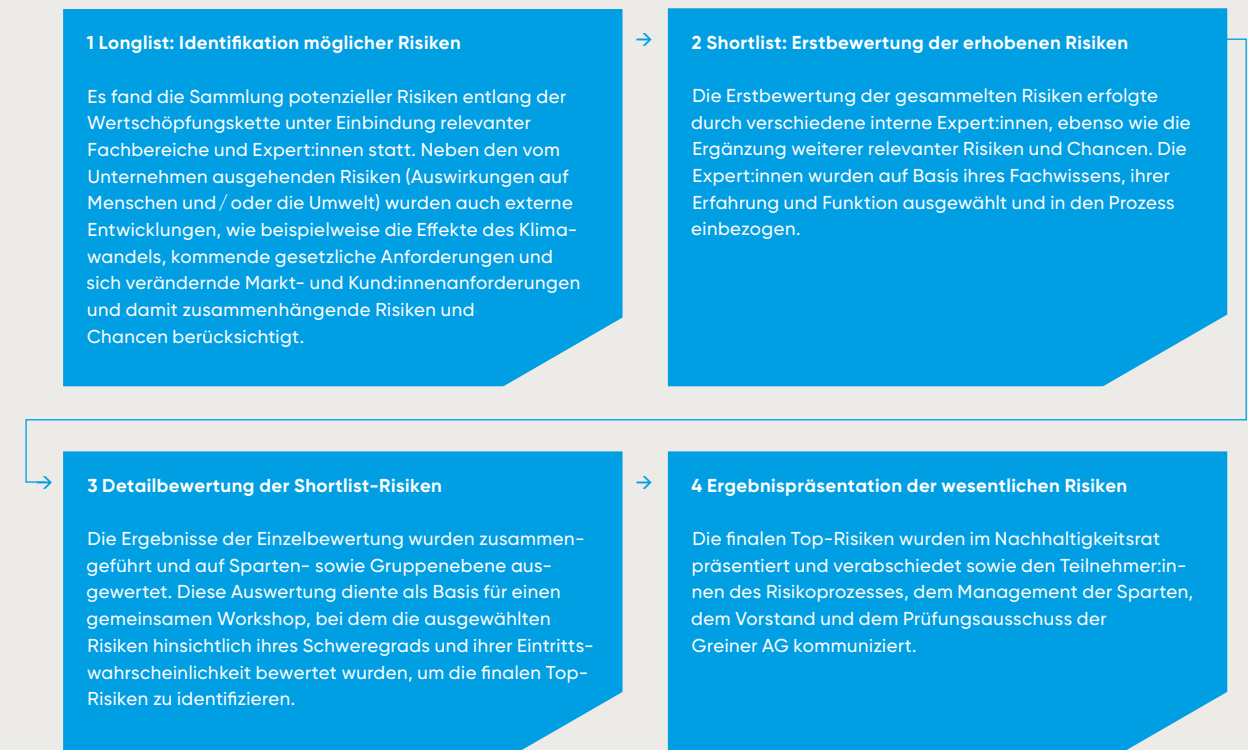 1 Longlist: Identifikation möglicher Risiken
Es fand die Sammlung potenzieller Risiken entlang der
Wertschöpfungskette unter Einbindung relevanter
Fachbereiche und Expert:innen statt. Neben den vom
Unternehmen ausgehenden Risiken (Auswirkungen auf
Menschen und / oder die Umwelt) wurden auch externe
Entwicklungen, wie beispielsweise die Effekte des Klima-
wandels, kommende gesetzliche Anforderungen und
sich verändernde Markt- und Kund:innenanforderungen
und damit zusammenhängende Risiken und
Chancen berücksichtigt.
→
2 Shortlist: Erstbewertung der erhobenen Risiken
Die Erstbewertung der gesammelten Risiken erfolgte
durch verschiedene interne Expert:innen, ebenso wie die
Ergänzung weiterer relevanter Risiken und Chancen. Die
Expert:innen wurden auf Basis ihres Fachwissens, ihrer
Erfahrung und Funktion ausgewählt und in den Prozess
einbezogen.
→
3 Detailbewertung der Shortlist-Risiken
Die Ergebnisse der Einzelbewertung wurden zusammen-
geführt und auf Sparten- sowie Gruppenebene aus-
gewertet. Diese Auswertung diente als Basis für einen
gemeinsamen Workshop, bei dem die ausgewählten
Risiken hinsichtlich ihres Schweregrads und ihrer Eintritts-
wahrscheinlichkeit bewertet wurden, um die finalen Top-
Risiken zu identifizieren.
→
4 Ergebnispräsentation der wesentlichen Risiken
Die finalen Top-Risiken wurden im Nachhaltigkeitsrat
präsentiert und verabschiedet sowie den Teilnehmer:in-
nen des Risikoprozesses, dem Management der Sparten,
dem Vorstand und dem Prüfungsausschuss der
Greiner AG kommuniziert.